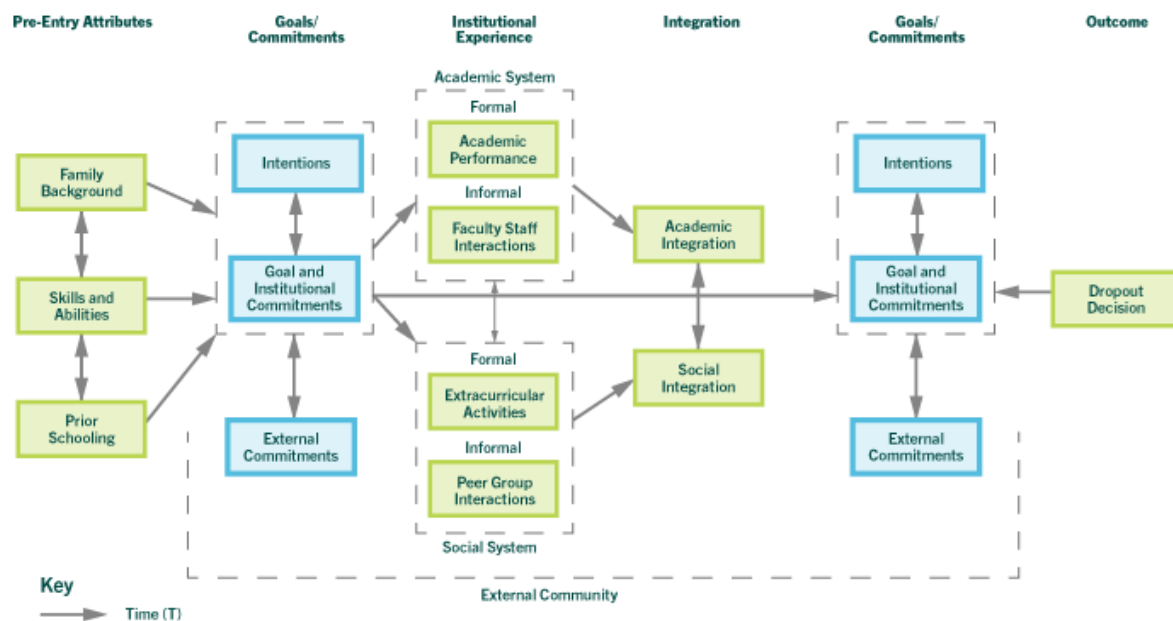 Pre-Entry Attributes
Goals/
Commitments
Institutional
Experience
Integration
Goals/
Commitments
Outcome
Academic System
Formal
Academic
Performance
Informal
Faculty Staff
Interactions
Family
Background
Skills and
Abilities
Prior
Schooling
Intentions
Goal and
Institutional
Commitments
External
Commitments
Formal
Extracurricular
Activities
Informal
Peer Group
Interactions
Social System
Academic
Integration
Social
Integration
Intentions
Goal and
Institutional
Commitments
External
Commitments
Dropout
Decision
External Community
Key
Time (T)